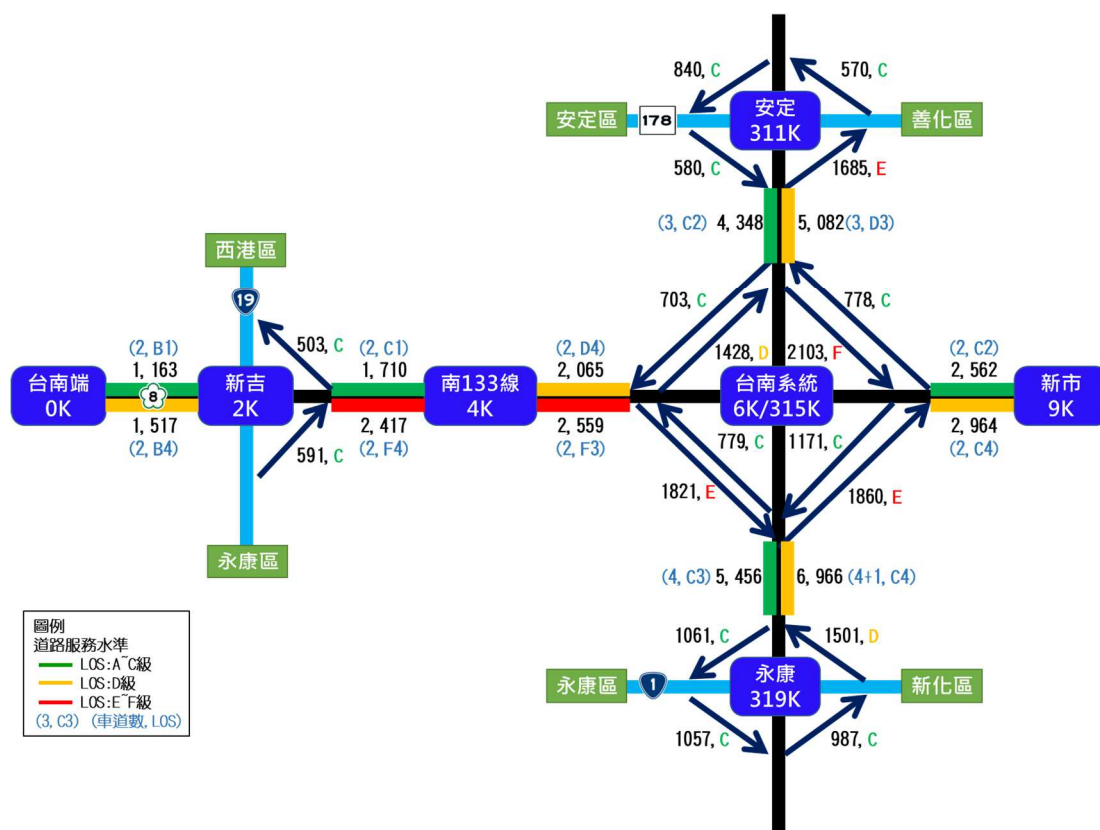 840, C
570, C
安定區
178
安定
311K
善化區
580, C
1685, E
(3, C2) 4, 348
5, 082(3, D3)
西港區
19
703, C
778, C
(2, B1)
1, 163
503, C
(2, C1)
1, 710
(2, D4)
2, 065
1428, D
2103, F
(2, C2)
2, 562
台南端
0K
8
新吉
2K
南133線
4K
台南系統
6K/315K
新市
9K
1, 517
(2, B4)
591, C
2, 417
(2, F4)
2, 559
(2, F3)
779, C
1171, C
2, 964
(2, C4)
1821, E
1860, E
永康區
(4, C3) 5, 456
6, 966 (4+1, C4)
圖例
道路服務水準
LOS:A~C級
LOS:D級
LOS:E~F級
(3, C3) (車道數, LOS)
1061, C
1501, D
永康區
1
永康
319K
新化區
1057, C
987, C